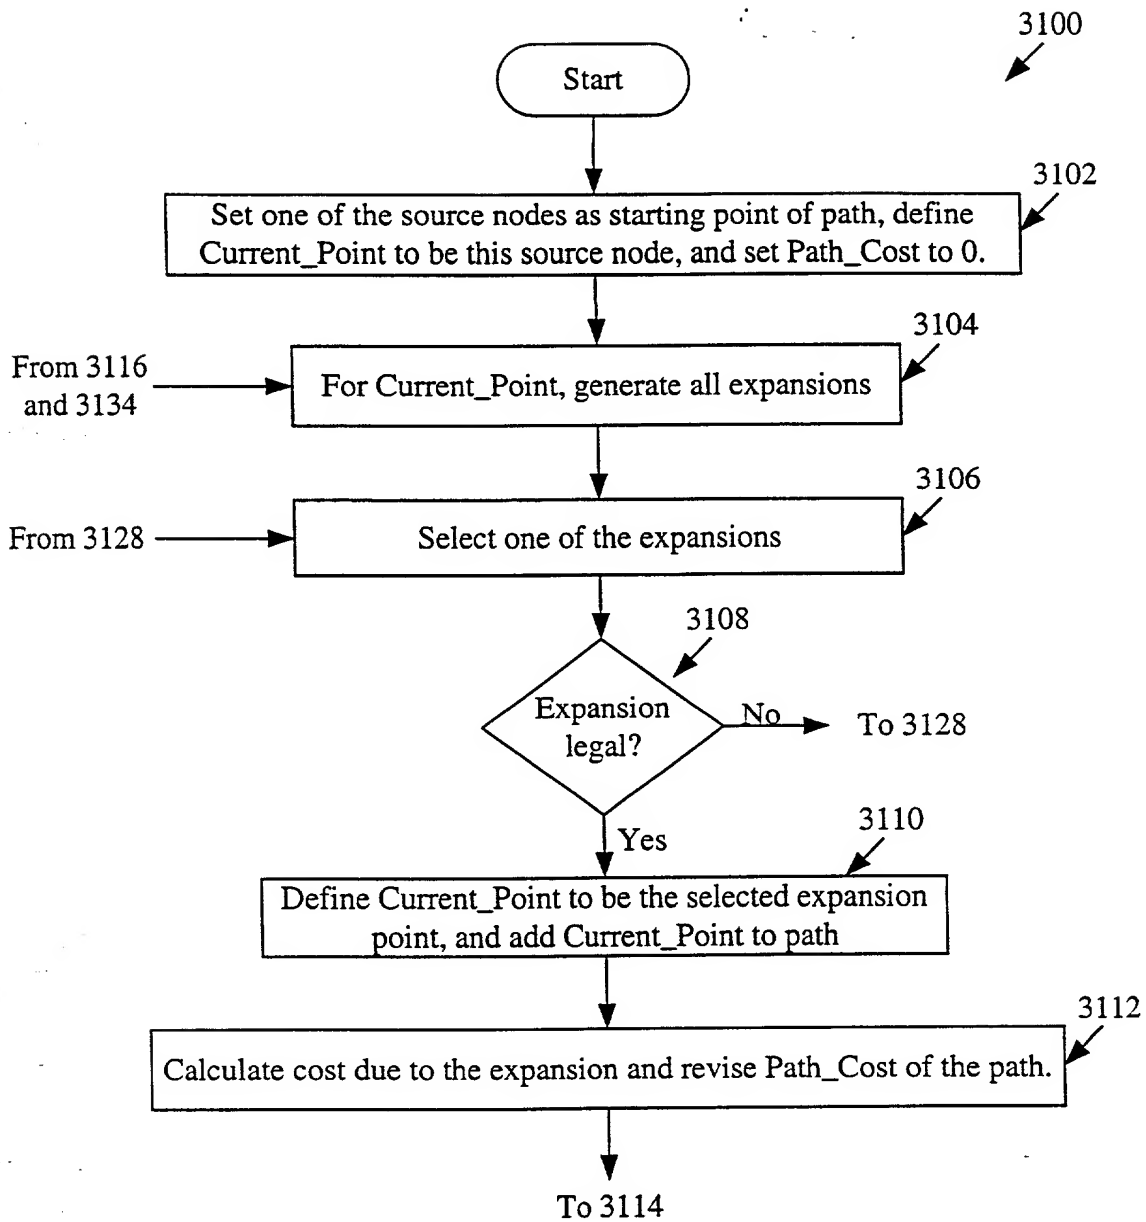 3100
Start
3102
Set one of the source nodes as starting point of path, define
Current_Point to be this source node, and set Path_Cost to 0.
3104
From 3116
and 3134
For Current_Point, generate all expansions
3106
From 3128
Select one of the expansions
3108
Expansion
legal?
No
To 3128
Yes
3110
Define Current_Point to be the selected expansion
point, and add Current_Point to path
3112
Calculate cost due to the expansion and revise Path_Cost of the path.
To 3114